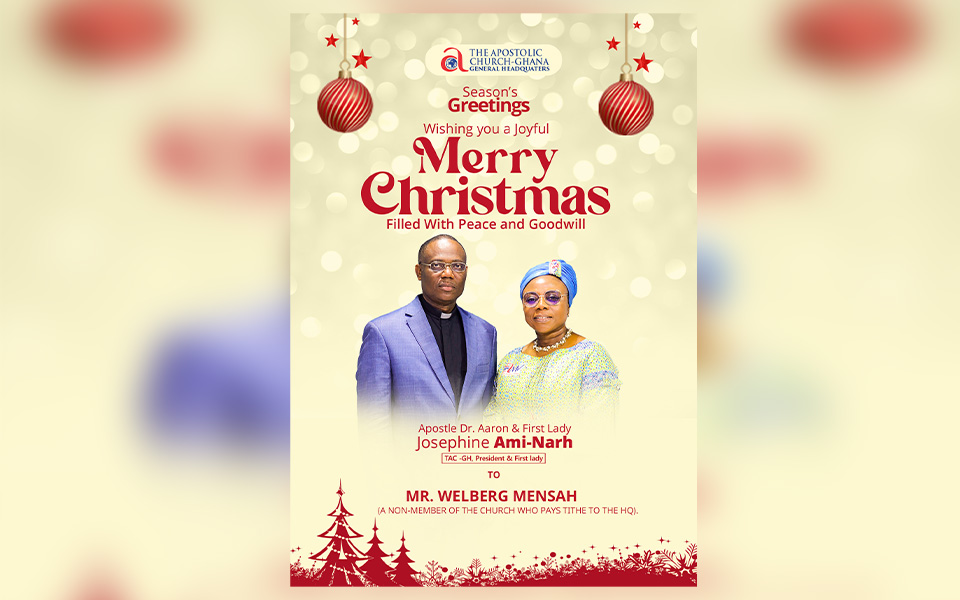 THE APOSTOLIC
CHURCH-GHANA
GENERAL HEADQUATERS
Season's
Greetings
Wishing you a Joyful
Merry
Christmas
Filled With Peace and Goodwill
Apostle Dr. Aaron & First Lady
Josephine Ami-Narh
TAC -GH, President & First lady
TO
MR. WELBERG MENSAH
(A NON-MEMBER OF THE CHURCH WHO PAYS TITHE TO THE HQ).